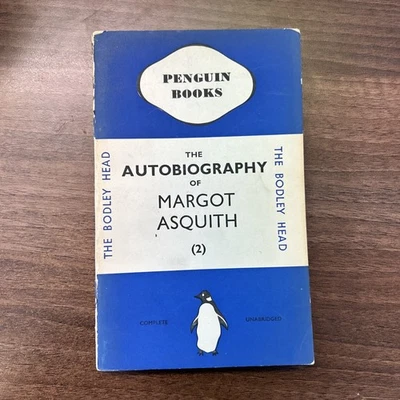 PENGUIN
BOOKS
THE BODLEY HEAD
THE
AUTOBIOGRAPHY
OF
MARGOT
ASQUITH
(2)
THE BODLEY HEAD
COMPLETE
UNABRIDGED